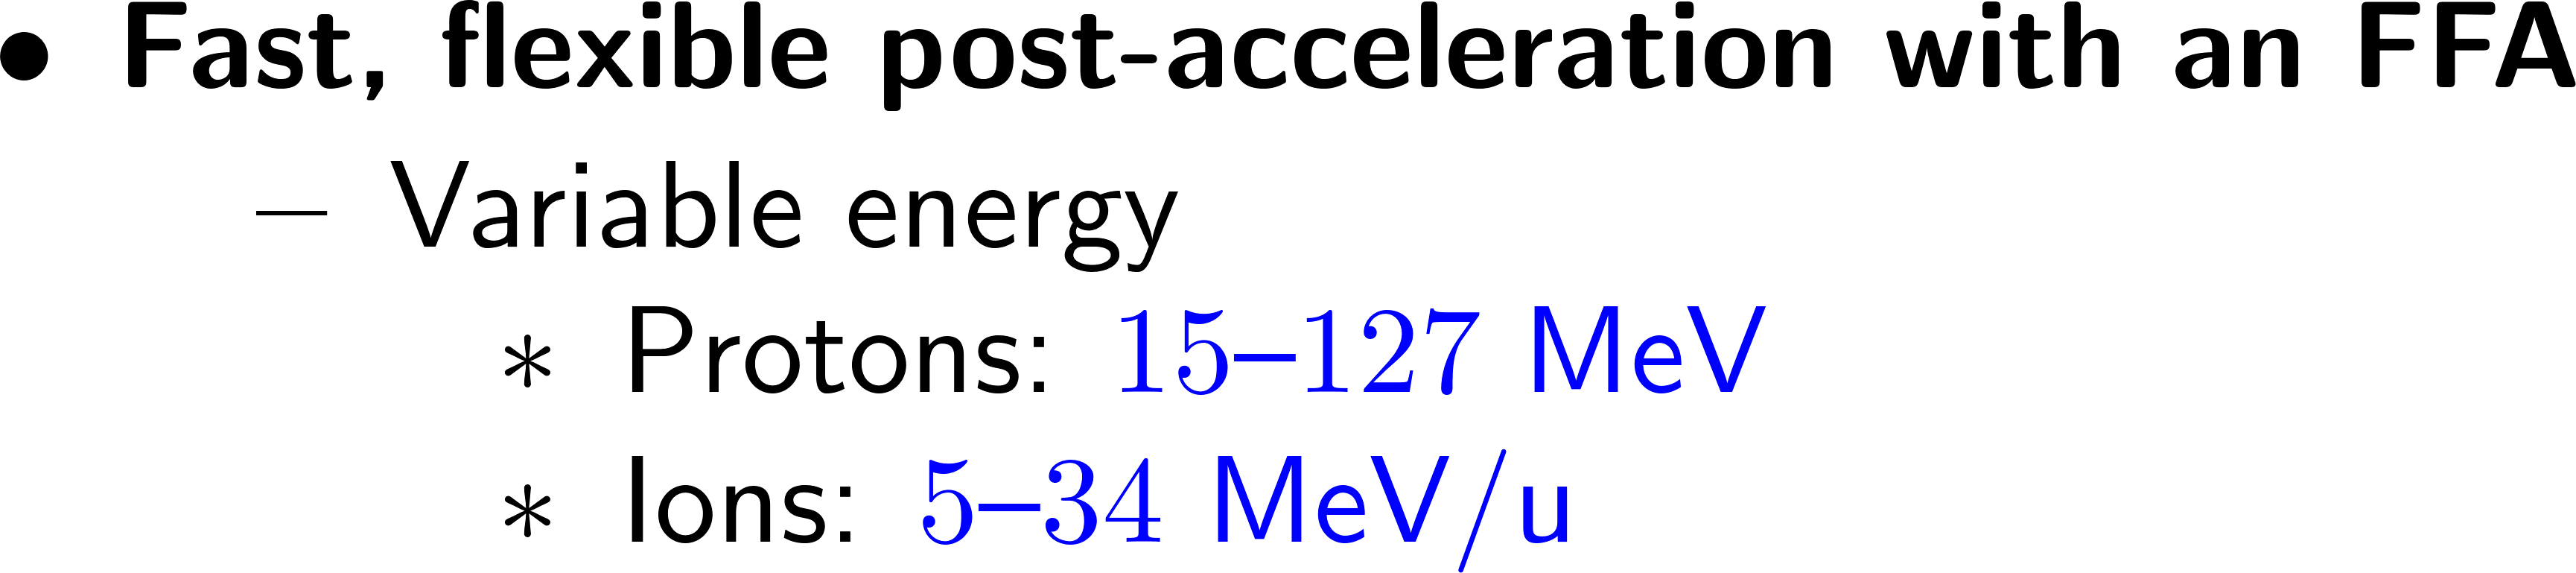 • Fast, flexible post-acceleration with an FFA
– Variable energy
∗ Protons: 15–127 MeV
∗ Ions: 5–34 MeV/u